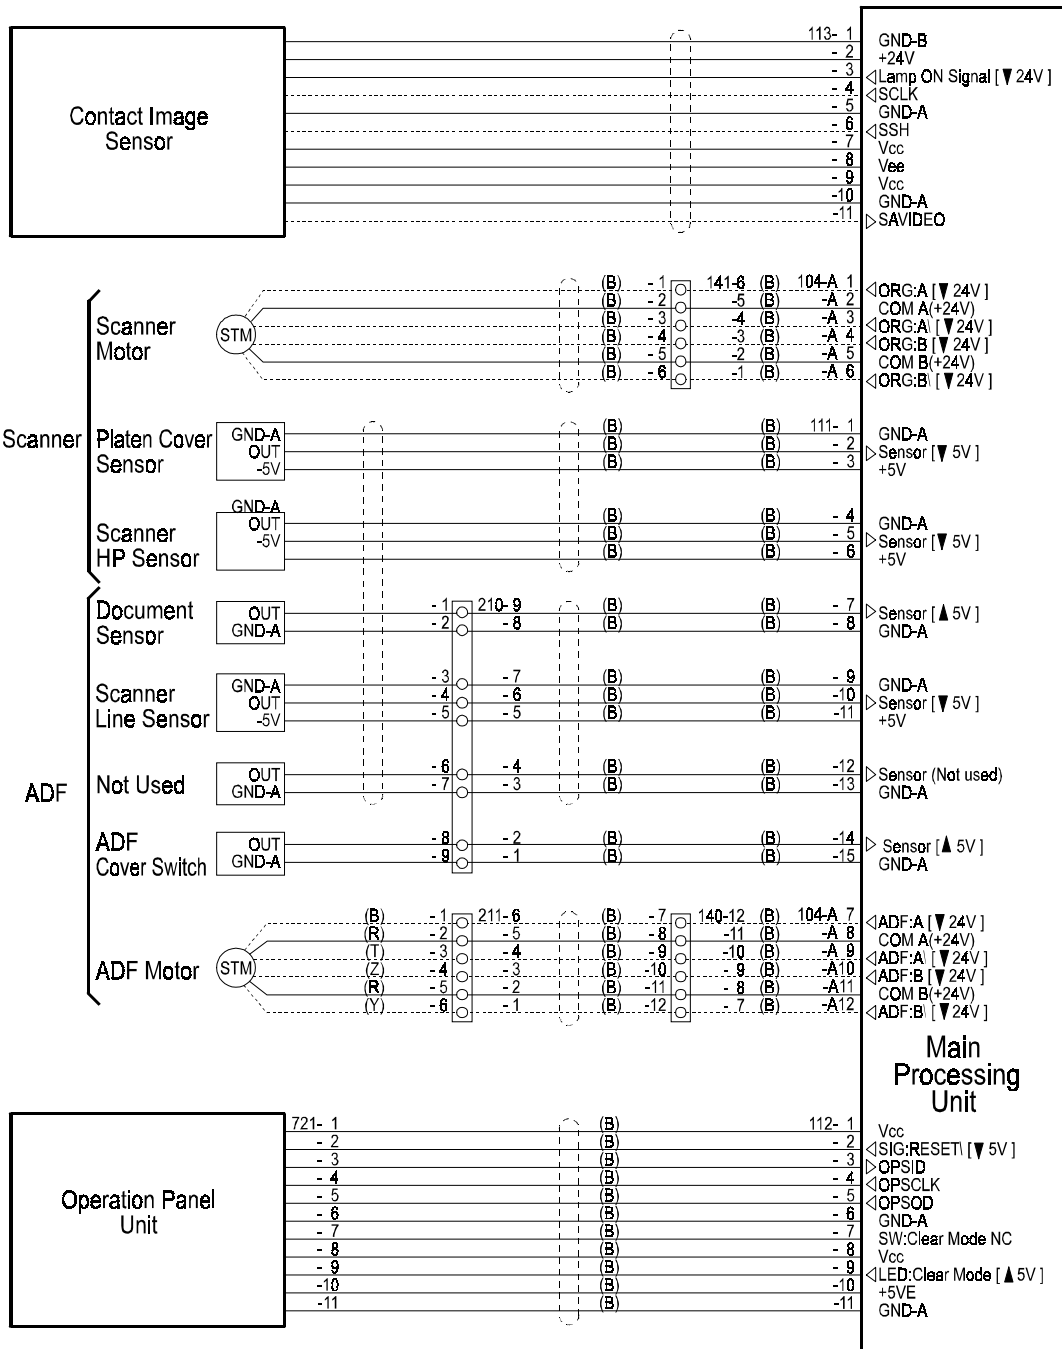 113- 1 GND-B
- 2 +24V
- 3 Lamp ON Signal [▼24V]
- 4 SCLK
- 5 GND-A
- 6 SSH
- 7 Vcc
- 8 Vee
- 9 Vcc
-10 GND-A
-11 SAVIDEO
Contact Image
Sensor
(B) - 1 141-6 (B) 104-A 1 ORG:A [▼24V]
(B) - 2 -5 (B) -A 2 COM A(+24V)
(B) - 3 -4 (B) -A 3 ORG:A\ [▼24V]
(B) - 4 -3 (B) -A 4 ORG:B [▼24V]
(B) - 5 -2 (B) -A 5 COM B(+24V)
(B) - 6 -1 (B) -A 6 ORG:B\ [▼24V]
Scanner
Motor
STM
Scanner
Platen Cover
Sensor
GND-A (B) (B) 111- 1 GND-A
OUT (B) (B) - 2 Sensor [▼ 5V]
-5V (B) (B) - 3 +5V
Scanner
HP Sensor
GND-A (B) (B) - 4 GND-A
OUT (B) (B) - 5 Sensor [▼ 5V]
-5V (B) (B) - 6 +5V
ADF
Document
Sensor
OUT - 1 210- 9 (B) (B) - 7 Sensor [▲ 5V]
GND-A - 2 - 8 (B) (B) - 8 GND-A
Scanner
Line Sensor
GND-A - 3 - 7 (B) (B) - 9 GND-A
OUT - 4 - 6 (B) (B) -10 Sensor [▼ 5V]
-5V - 5 - 5 (B) (B) -11 +5V
Not Used
OUT - 6 - 4 (B) (B) -12 Sensor (Not used)
GND-A - 7 - 3 (B) (B) -13 GND-A
ADF
Cover Switch
OUT - 8 - 2 (B) (B) -14 Sensor [▲ 5V]
GND-A - 9 - 1 (B) (B) -15 GND-A
ADF Motor
STM
(B) - 1 211-6 (B) - 7 140-12 (B) 104-A 7 ADF:A [▼24V]
(R) - 2 - 5 (B) - 8 -11 (B) -A 8 COM A(+24V)
(T) - 3 - 4 (B) - 9 -10 (B) -A 9 ADF:A\ [▼24V]
(Z) - 4 - 3 (B) -10 - 9 (B) -A10 ADF:B [▼24V]
(R) - 5 - 2 (B) -11 - 8 (B) -A11 COM B(+24V)
(Y) - 6 - 1 (B) -12 - 7 (B) -A12 ADF:B\ [▼24V]
Main
Processing
Unit
Operation Panel
Unit
721- 1 (B) 112- 1 Vcc
- 2 (B) - 2 SIG:RESET\ [▼ 5V]
- 3 (B) - 3 OPSID
- 4 (B) - 4 OPSCLK
- 5 (B) - 5 OPSOD
- 6 (B) - 6 GND-A
- 7 (B) - 7 SW:Clear Mode NC
- 8 (B) - 8 Vcc
- 9 (B) - 9 LED:Clear Mode [▲5V]
-10 (B) -10 +5VE
-11 (B) -11 GND-A